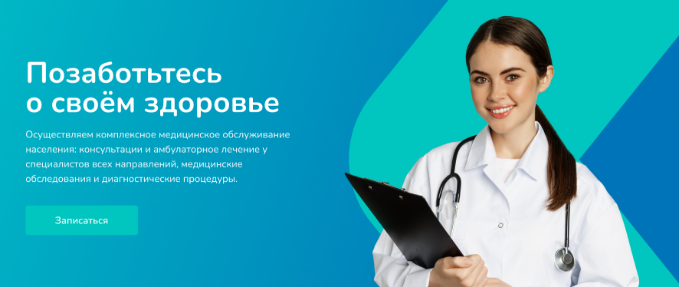 Позаботьтесь
о своём здоровье
Осуществляем комплексное медицинское обслуживание
населения: консультации и амбулаторное лечение у
специалистов всех направлений, медицинские
обследования и диагностические процедуры.
Записаться